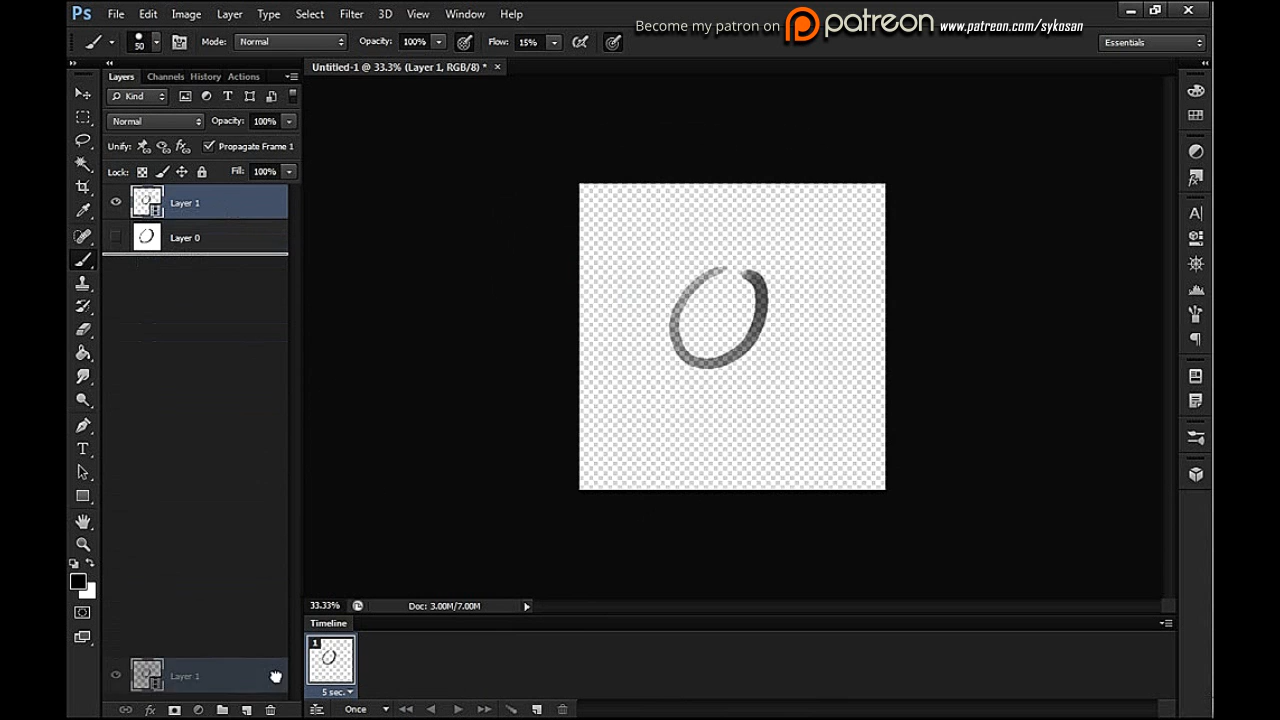 Ps File Edit Image Layer Type Select Filter 3D View Window Help
Become my patron on patreon www.patreon.com/sykosan
50 Mode: Normal Opacity: 100% Flow: 15% Essentials
Layers Channels History Actions
Untitled-1 @ 33.3% (Layer 1, RGB/8) * ×
Kind
Normal Opacity: 100%
Unify: Propagate Frame 1
Lock: Fill: 100%
Layer 1
Layer 0
33.33% Doc: 3.00M/7.00M
Timeline
1
Layer 1
5 sec.
Once